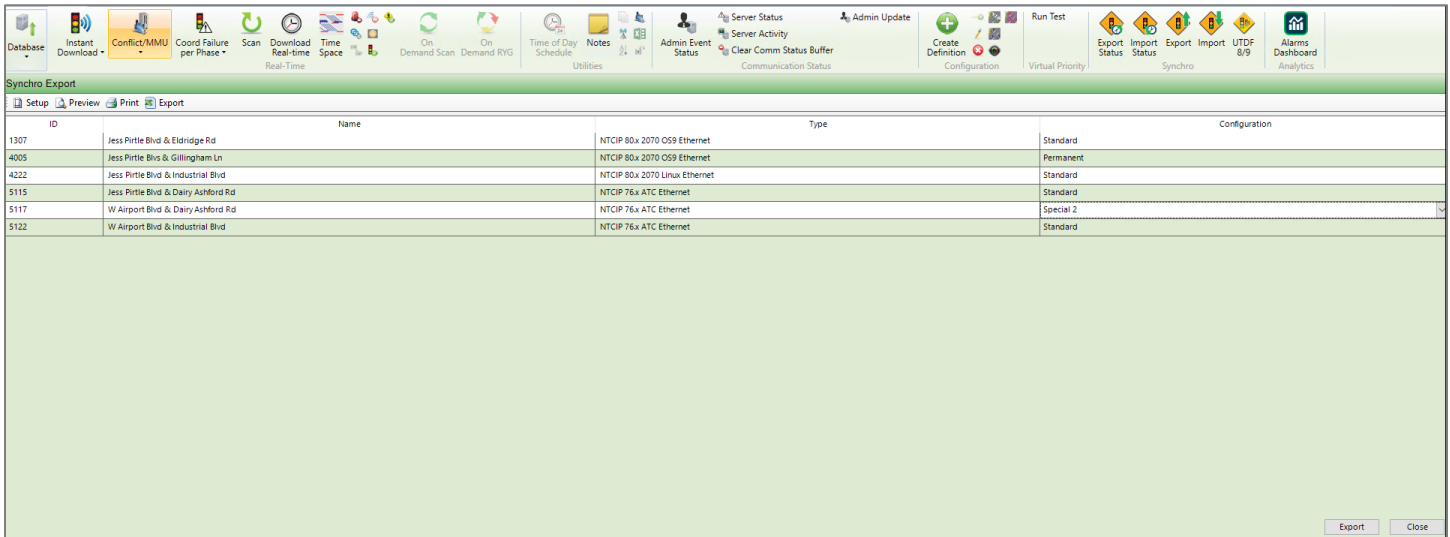 Database
Instant Download
Conflict/MMU
Coord Failure per Phase
Scan
Download Real-time
Time Space
Real-Time
On Demand Scan
On Demand RYG
Time of Day Schedule
Notes
Utilities
Admin Event Status
Server Status
Server Activity
Clear Comm Status Buffer
Admin Update
Communication Status
Create Definition
Configuration
Run Test
Virtual Priority
Export Status
Import Status
Export
Import
UTDF 8/9
Synchro
Alarms Dashboard
Analytics
Synchro Export
Setup Preview Print Export
ID Name Type Configuration
1307 Jess Pirtle Blvd & Eldridge Rd NTCIP 80.x 2070 OS9 Ethernet Standard
4005 Jess Pirtle Blvs & Gillingham Ln NTCIP 80.x 2070 OS9 Ethernet Permanent
4222 Jess Pirtle Blvd & Industrial Blvd NTCIP 80.x 2070 Linux Ethernet Standard
5115 Jess Pirtle Blvd & Dairy Ashford Rd NTCIP 76.x ATC Ethernet Standard
5117 W Airport Blvd & Dairy Ashford Rd NTCIP 76.x ATC Ethernet Special 2
5122 W Airport Blvd & Industrial Blvd NTCIP 76.x ATC Ethernet Standard
Export Close